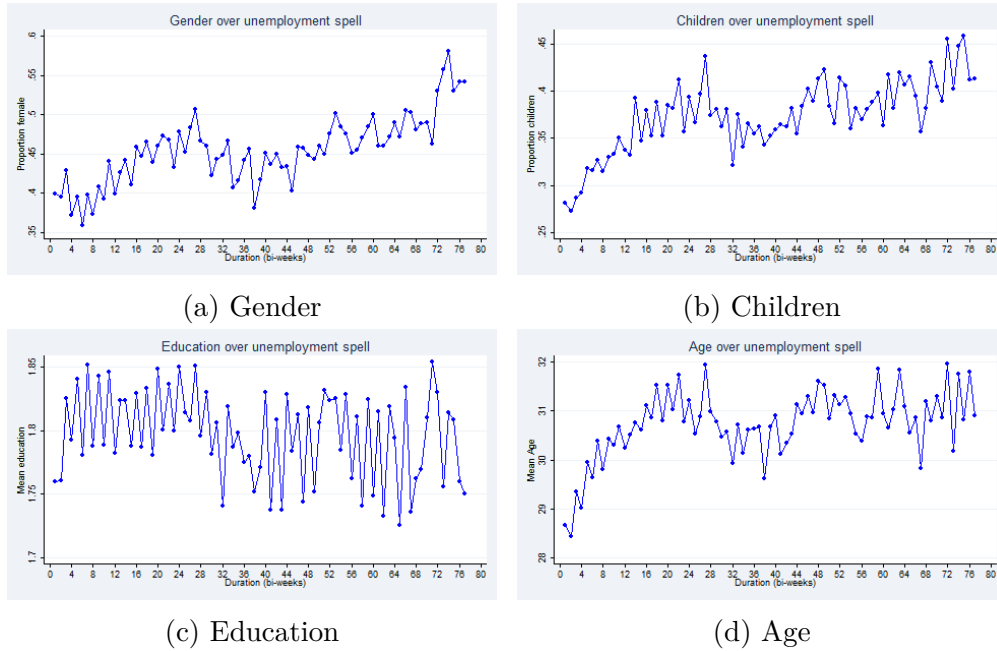 Gender over unemployment spell
Proportion female
.35 .4 .45 .5 .55 .6
0 4 8 12 16 20 24 28 32 36 40 44 48 52 56 60 64 68 72 76 80
Duration (bi-weeks)
(a) Gender
Children over unemployment spell
Proportion children
.25 .3 .35 .4 .45
0 4 8 12 16 20 24 28 32 36 40 44 48 52 56 60 64 68 72 76 80
Duration (bi-weeks)
(b) Children
Education over unemployment spell
Mean education
1.7 1.75 1.8 1.85
0 4 8 12 16 20 24 28 32 36 40 44 48 52 56 60 64 68 72 76 80
Duration (bi-weeks)
(c) Education
Age over unemployment spell
Mean Age
28 29 30 31 32
0 4 8 12 16 20 24 28 32 36 40 44 48 52 56 60 64 68 72 76 80
Duration (bi-weeks)
(d) Age